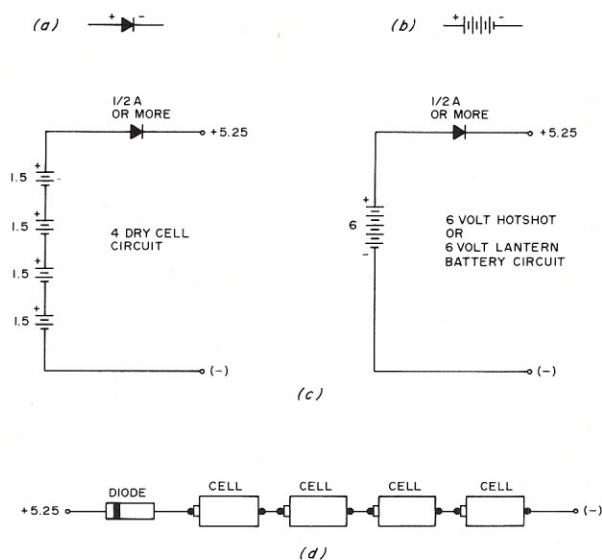 (a)
+ -
(b)
+ -
1/2 A
OR MORE
+5.25
+
1.5
-
+
1.5
+
1.5
+
1.5
4 DRY CELL
CIRCUIT
(-)
1/2 A
OR MORE
+5.25
+
6
-
6 VOLT HOTSHOT
OR
6 VOLT LANTERN
BATTERY CIRCUIT
(-)
(c)
DIODE
CELL CELL CELL CELL
+5.25
(-)
(d)